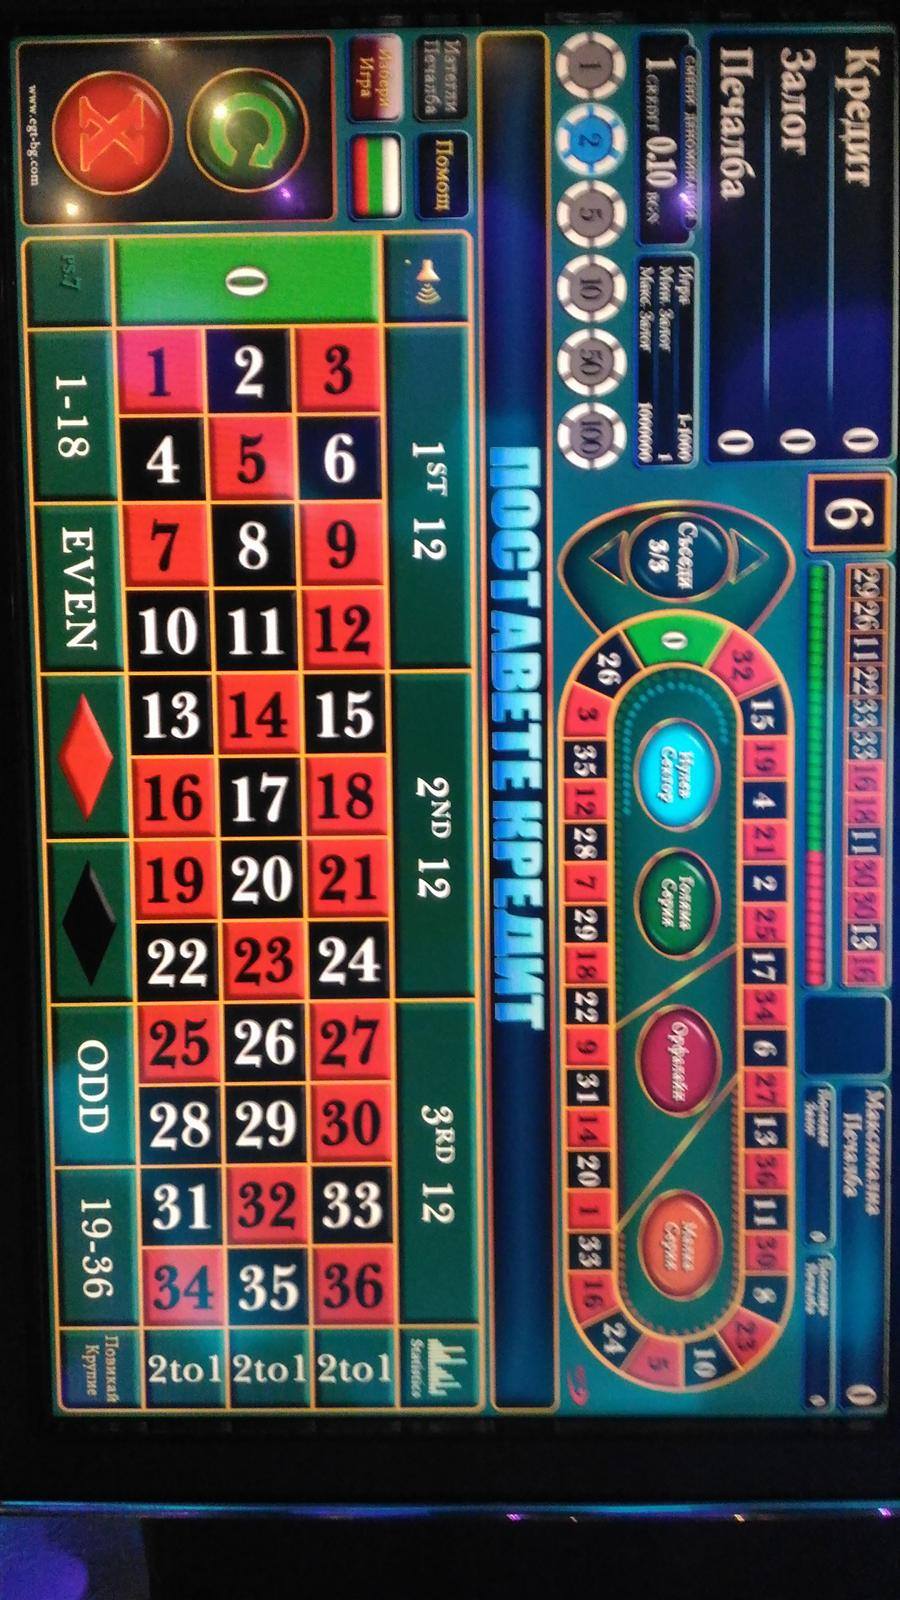 Кредит 0
Залог 0
Печалба 0
6
29 26 11 22 33 33 16 18 11 30 30 13 16
Максимална
Печалба 0
Последен
Залог 0
Последна
Печалба 0
СМЕНИ ДЕНОМИНАЦИЯ
1 CREDIT 0.10 BGN
Игра 1-1000
Мин. Залог 1
Макс. Залог 1000000
1 2 5 10 50 100
Съседи
3/3
32 15 19 4 21 2 25 17 34 6 27 13 36 11 30 8 23
0
10
5
Нулев
Сектор
Голяма
Серия
Орфалайн
Малка
Серия
26 3 35 12 28 7 29 18 22 9 31 14 20 1 33 16 24
ПОСТАВЕТЕ КРЕДИТ
Изтегли
Печалба
Помощ
Избери
Игра
1ST 12 2ND 12 3RD 12
Statistics
3 6 9 12 15 18 21 24 27 30 33 36 2to1
0 2 5 8 11 14 17 20 23 26 29 32 35 2to1
1 4 7 10 13 16 19 22 25 28 31 34 2to1
PS.7
1-18 EVEN ODD 19-36
Повикай
Крупие
C
X
www.egt-bg.com